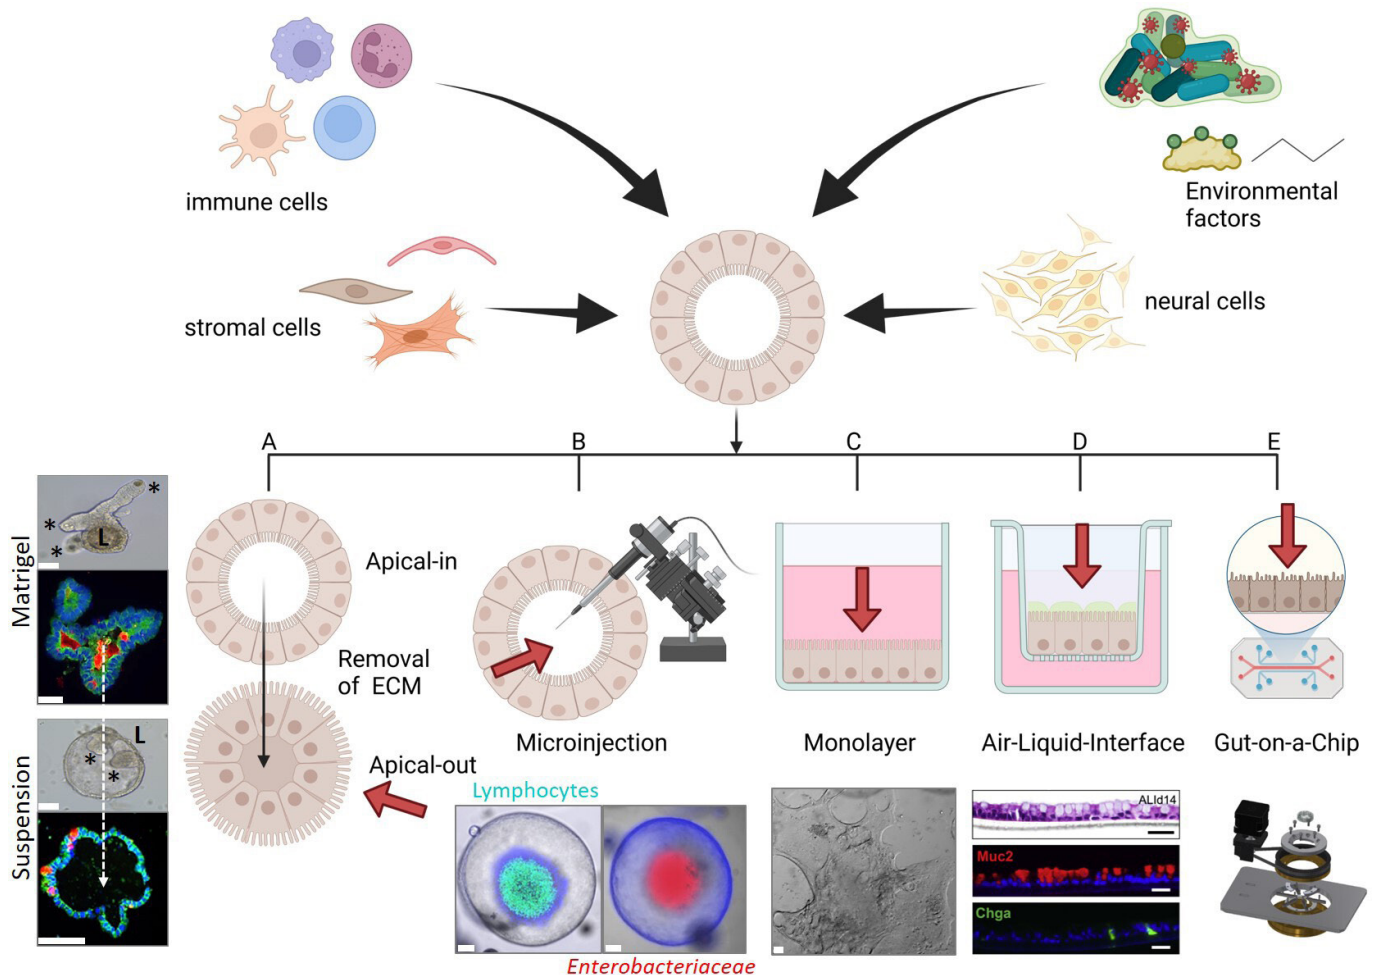 immune cells
Environmental
factors
stromal cells
neural cells
A
B
C
D
E
Matrigel
*
*
*
L
Apical-in
Removal
of ECM
Microinjection
Monolayer
Air-Liquid-Interface
Gut-on-a-Chip
Suspension
L
*
*
Apical-out
Lymphocytes
Enterobacteriaceae
ALId14
Muc2
Chga